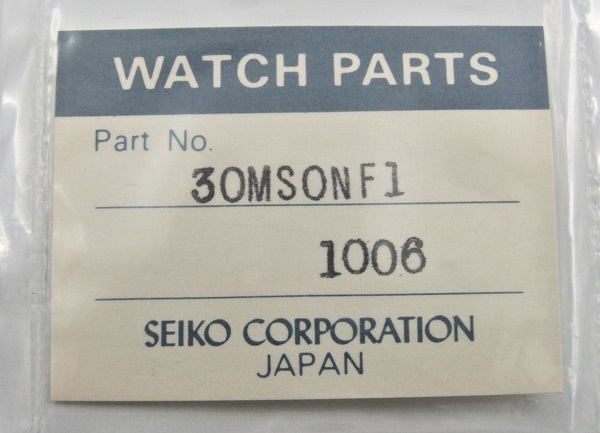 WATCH PARTS
Part No.
30MSONF1
1006
SEIKO CORPORATION
JAPAN